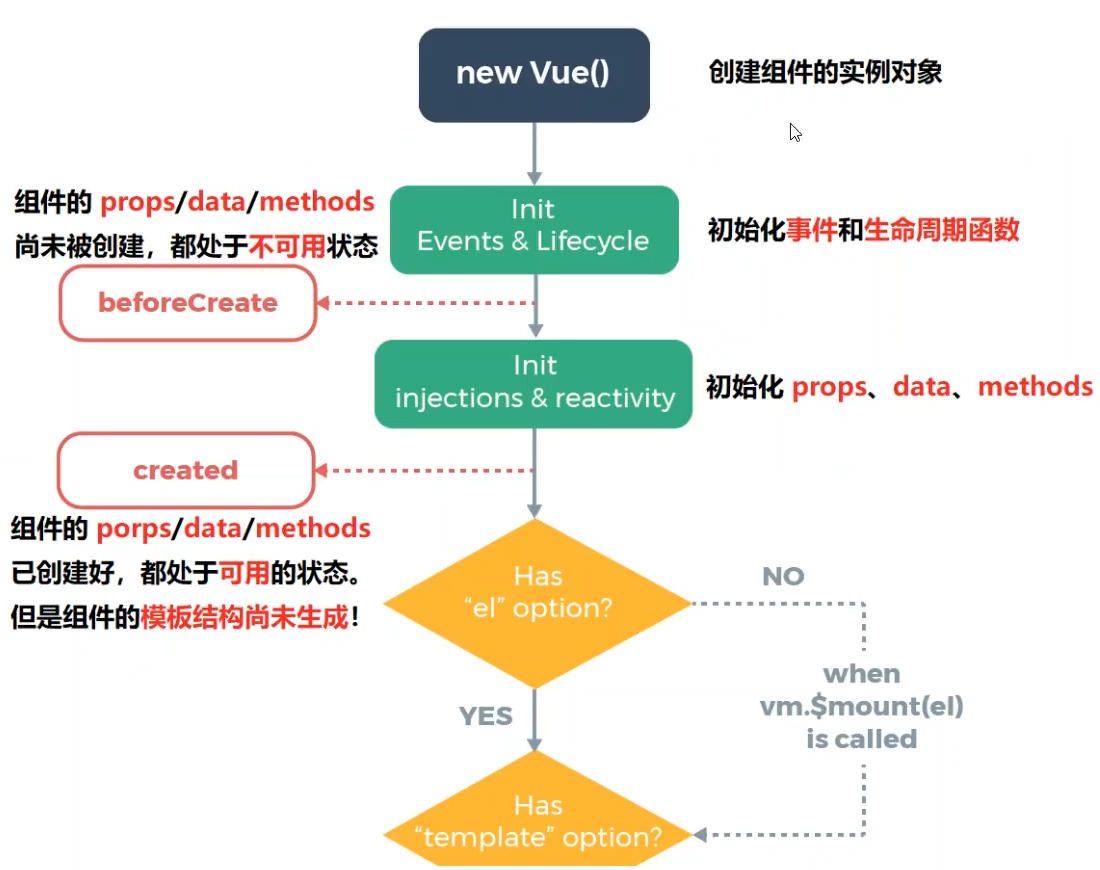 new Vue()
创建组件的实例对象
组件的 props/data/methods
尚未被创建，都处于不可用状态
Init
Events & Lifecycle
初始化事件和生命周期函数
beforeCreate
Init
injections & reactivity
初始化 props、data、methods
created
组件的 porps/data/methods
已创建好，都处于可用的状态。
但是组件的模板结构尚未生成！
Has
“el” option?
NO
when
vm.$mount(el)
is called
YES
Has
“template” option?